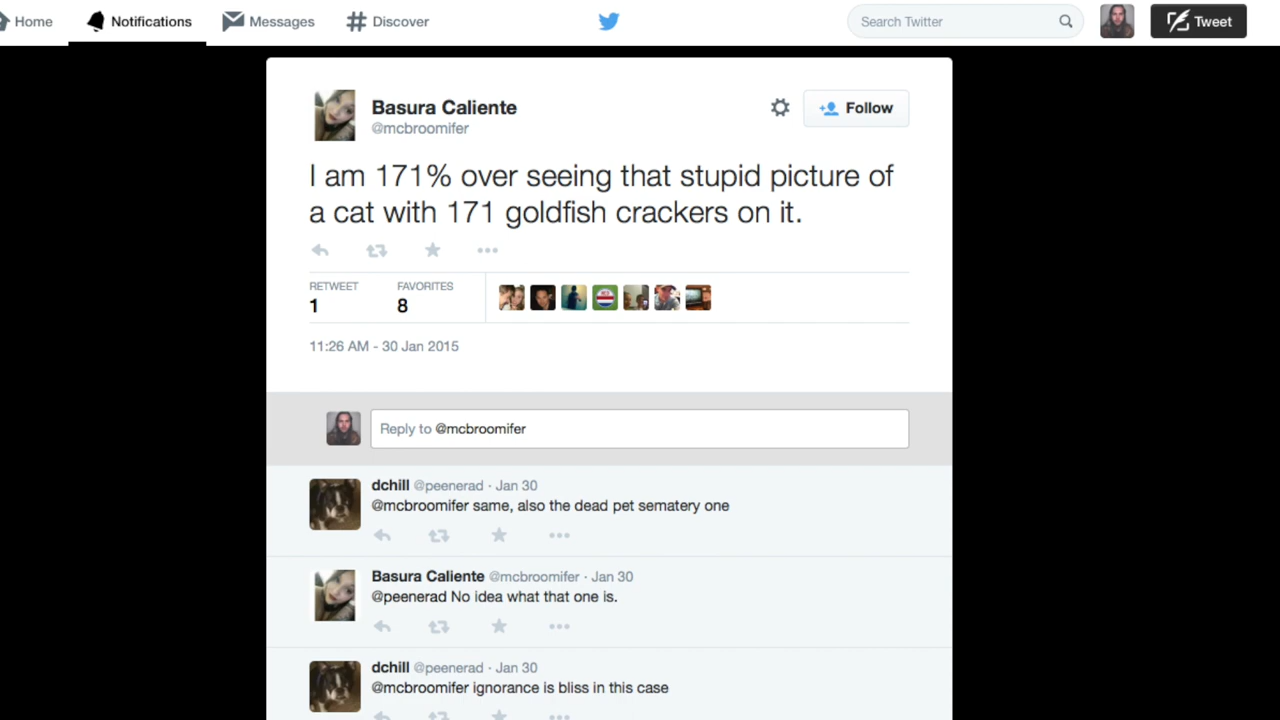 Home Notifications Messages Discover Search Twitter Tweet
Basura Caliente
@mcbroomifer
Follow
I am 171% over seeing that stupid picture of
a cat with 171 goldfish crackers on it.
RETWEET FAVORITES
1 8
11:26 AM - 30 Jan 2015
Reply to @mcbroomifer
dchill @peenerad · Jan 30
@mcbroomifer same, also the dead pet sematery one
Basura Caliente @mcbroomifer · Jan 30
@peenerad No idea what that one is.
dchill @peenerad · Jan 30
@mcbroomifer ignorance is bliss in this case